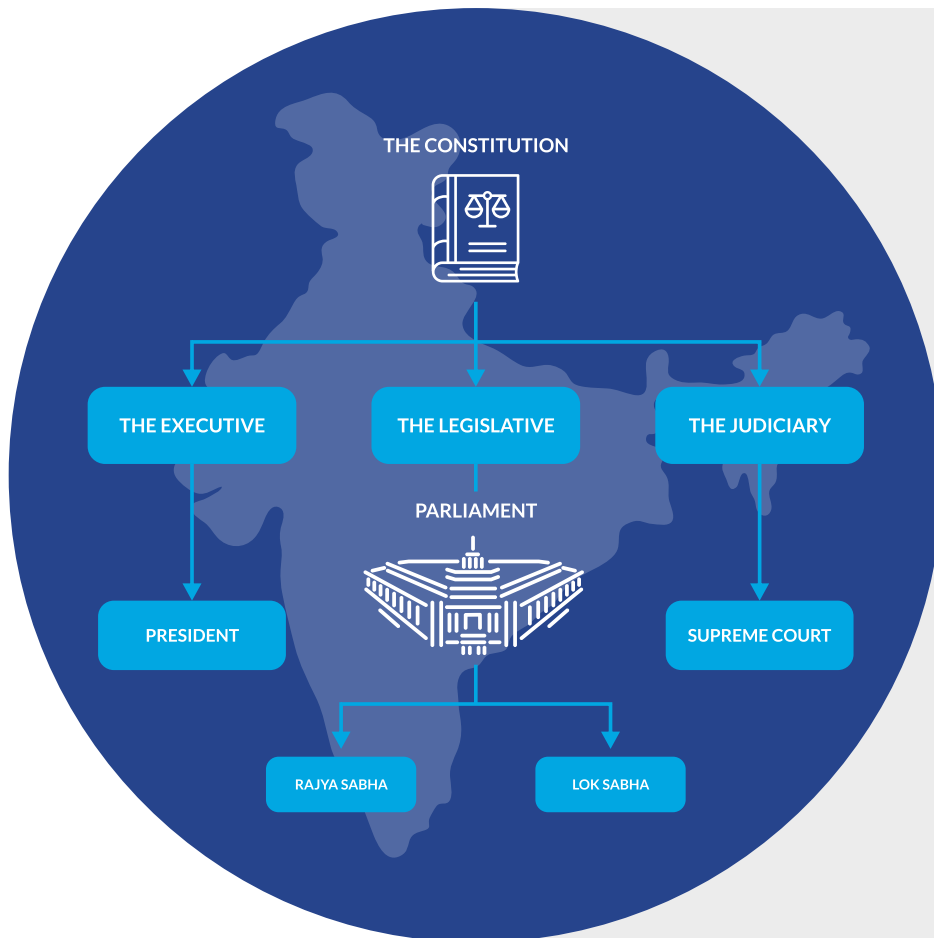 THE CONSTITUTION
THE EXECUTIVE
THE LEGISLATIVE
THE JUDICIARY
PARLIAMENT
PRESIDENT
SUPREME COURT
RAJYA SABHA
LOK SABHA